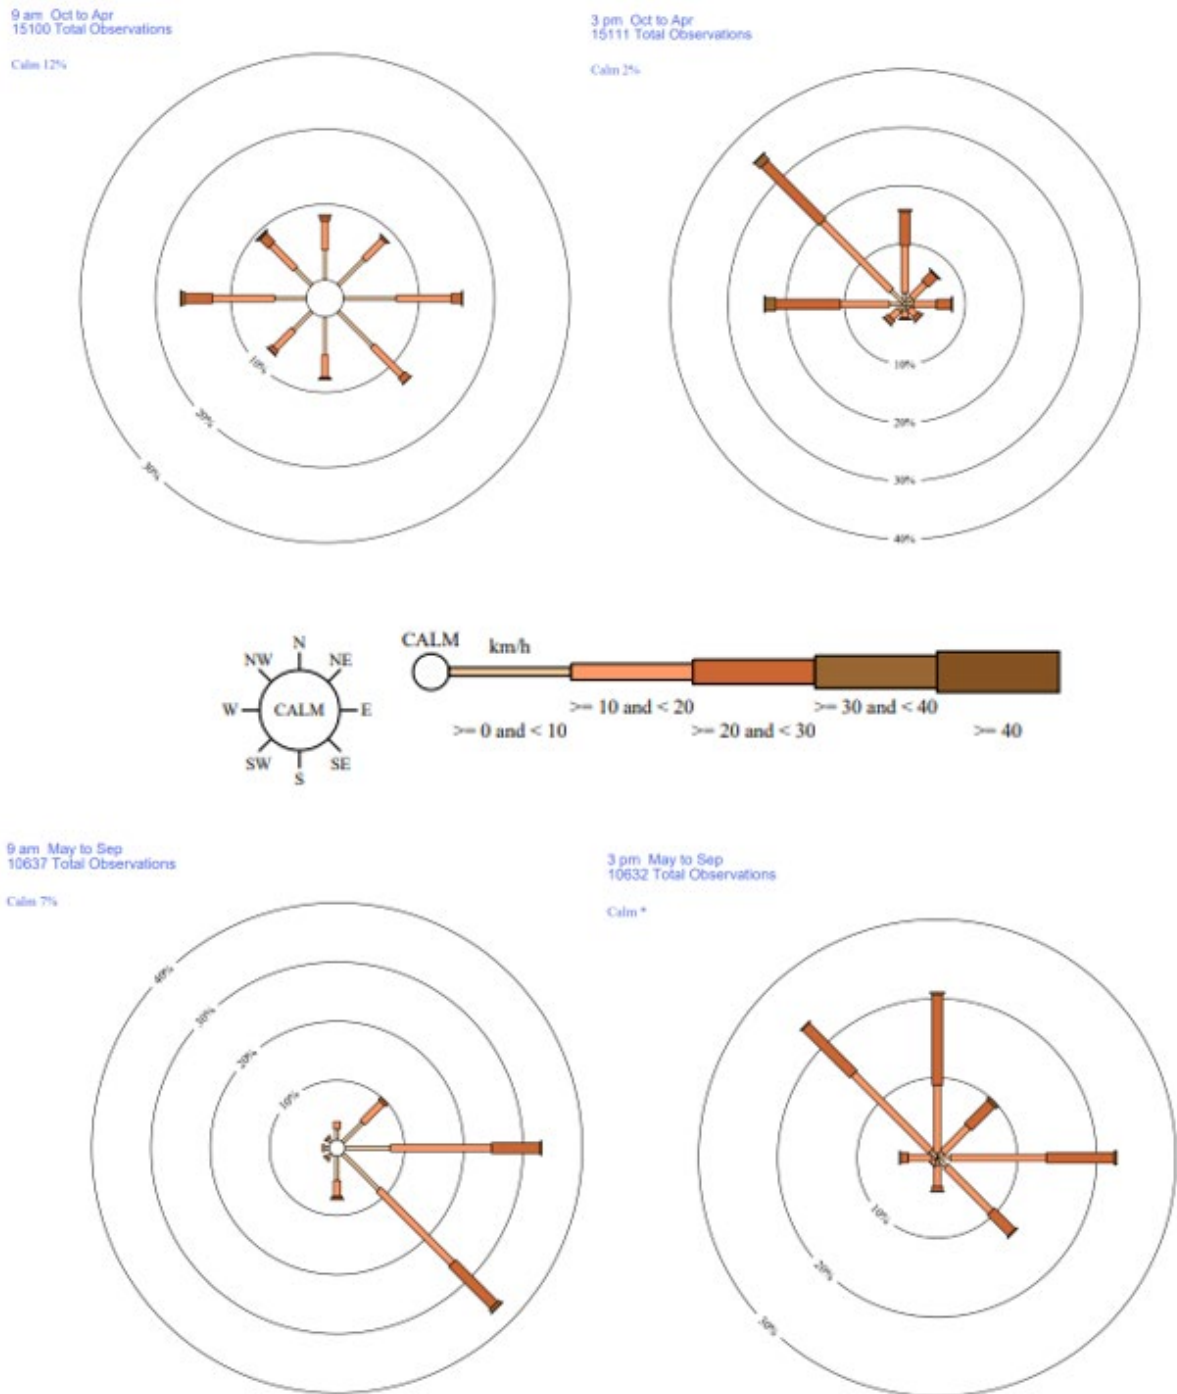 9 am Oct to Apr
15100 Total Observations
Calm 12%
10%
20%
30%
3 pm Oct to Apr
15111 Total Observations
Calm 2%
10%
20%
30%
40%
N
NW NE
W CALM E
SW SE
S
CALM km/h
>= 10 and < 20 >= 30 and < 40
>= 0 and < 10 >= 20 and < 30 >= 40
9 am May to Sep
10637 Total Observations
Calm 7%
40%
30%
20%
10%
3 pm May to Sep
10632 Total Observations
Calm *
10%
20%
30%